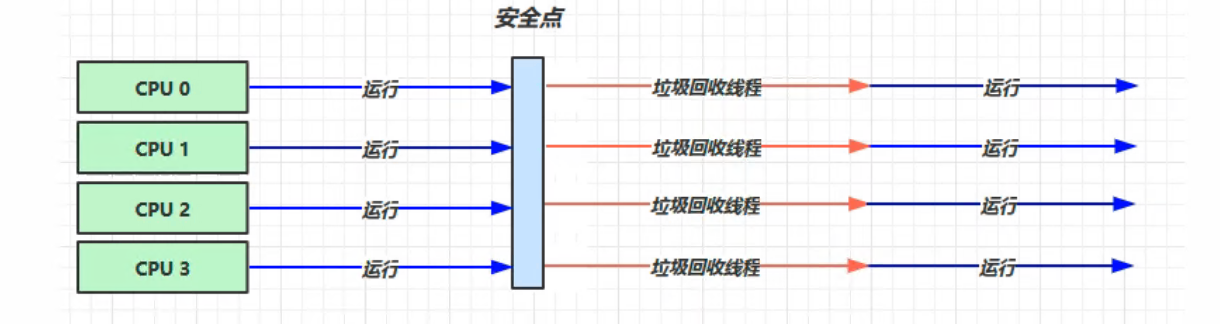 安全点
CPU 0 运行 垃圾回收线程 运行
CPU 1 运行 垃圾回收线程 运行
CPU 2 运行 垃圾回收线程 运行
CPU 3 运行 垃圾回收线程 运行